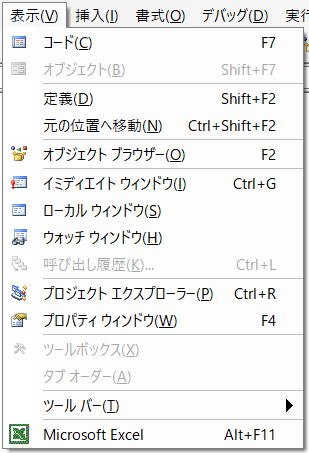 表示(V) 挿入(I) 書式(O) デバッグ(D) 実行
コード(C) F7
オブジェクト(B) Shift+F7
定義(D) Shift+F2
元の位置へ移動(N) Ctrl+Shift+F2
オブジェクト ブラウザー(O) F2
イミディエイト ウィンドウ(I) Ctrl+G
ローカル ウィンドウ(S)
ウォッチ ウィンドウ(H)
呼び出し履歴(K)... Ctrl+L
プロジェクト エクスプローラー(P) Ctrl+R
プロパティ ウィンドウ(W) F4
ツールボックス(X)
タブ オーダー(A)
ツール バー(T)
Microsoft Excel Alt+F11